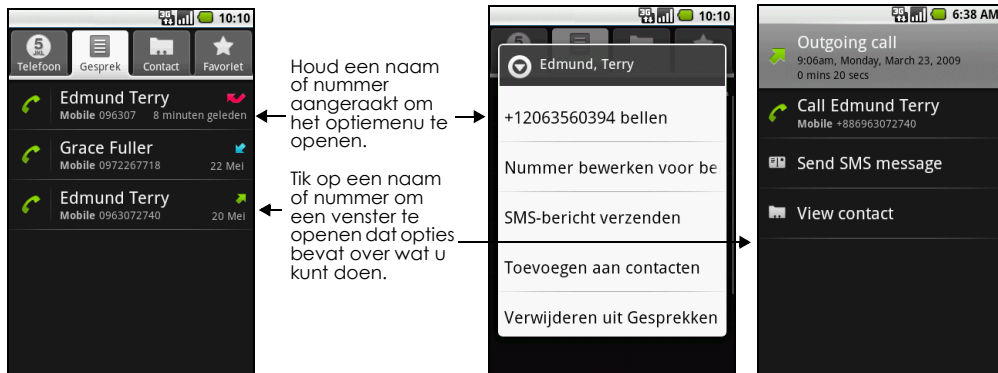 10:10
5
JKL
Telefoon
Gesprek
Contact
Favoriet
Edmund Terry
Mobile 096307 8 minuten geleden
Grace Fuller
Mobile 0972267718 22 Mei
Edmund Terry
Mobile 0963072740 20 Mei
Houd een naam
of nummer
aangeraakt om
het optiemenu te
openen.
Tik op een naam
of nummer om
een venster te
openen dat opties
bevat over wat u
kunt doen.
3G 10:10
Edmund, Terry
+12063560394 bellen
Nummer bewerken voor be
SMS-bericht verzenden
Toevoegen aan contacten
Verwijderen uit Gesprekken
3G 6:38 AM
Outgoing call
9:06am, Monday, March 23, 2009
0 mins 20 secs
Call Edmund Terry
Mobile +886963072740
Send SMS message
View contact